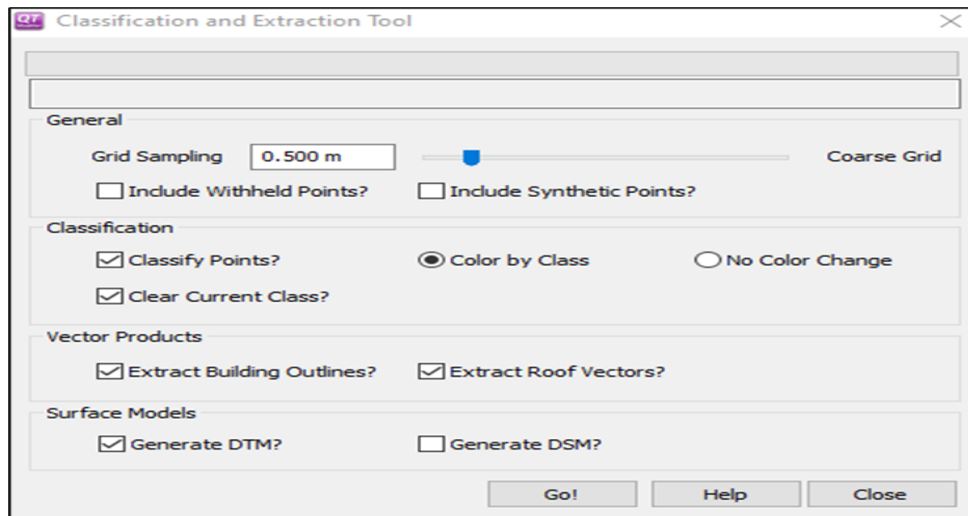 QT Classification and Extraction Tool
General
Grid Sampling 0.500 m Coarse Grid
Include Withheld Points? Include Synthetic Points?
Classification
Classify Points? Color by Class No Color Change
Clear Current Class?
Vector Products
Extract Building Outlines? Extract Roof Vectors?
Surface Models
Generate DTM? Generate DSM?
Go! Help Close